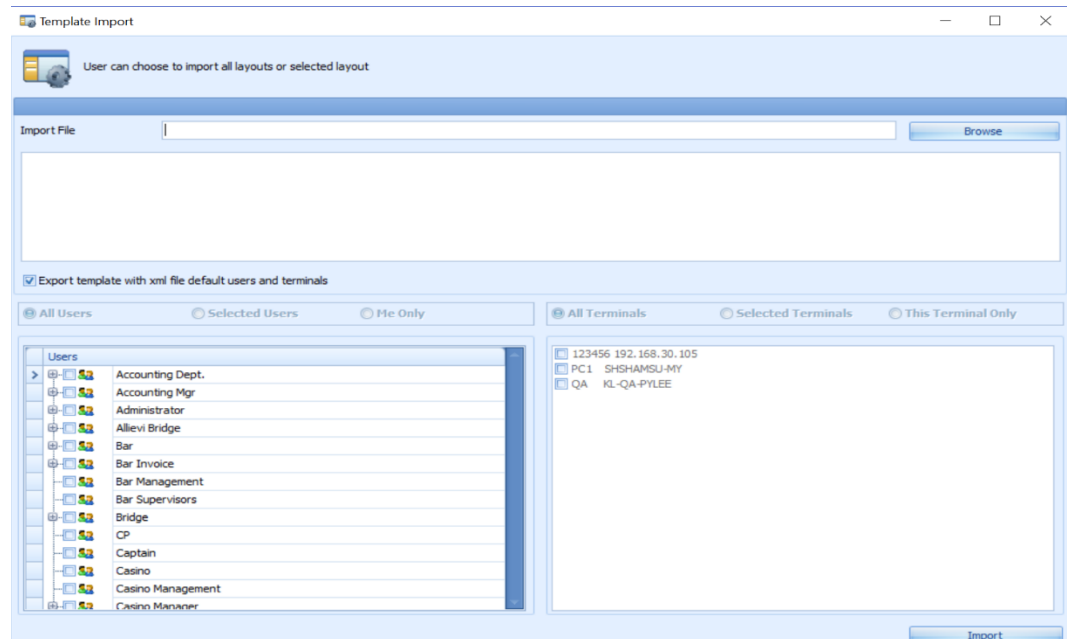 Template Import
User can choose to import all layouts or selected layout
Import File
Browse
Export template with xml file default users and terminals
All Users Selected Users Me Only
All Terminals Selected Terminals This Terminal Only
Users
Accounting Dept.
Accounting Mgr
Administrator
Allievi Bridge
Bar
Bar Invoice
Bar Management
Bar Supervisors
Bridge
CP
Captain
Casino
Casino Management
Casino Manager
123456 192.168.30.105
PC1 SHSHAMSU-MY
QA KL-QA-PYLEE
Import